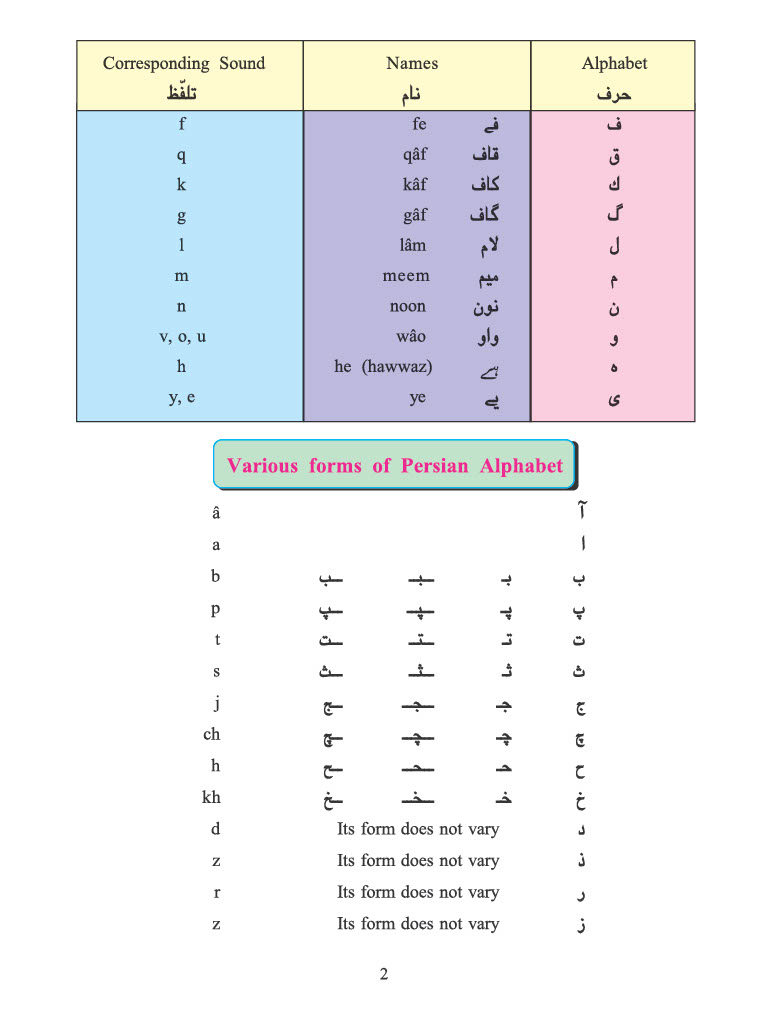 Corresponding Sound Names Alphabet
تلفّظ نام حرف
f fe فے ف
q qâf قاف ق
k kâf کاف ك
g gâf گاف گ
l lâm لام ل
m meem میم م
n noon نون ن
v, o, u wâo واو و
h he (hawwaz) ہے ه
y, e ye یے ی
Various forms of Persian Alphabet
â آ
a ا
b ـب ـبـ بـ ب
p ـپ ـپـ پـ پ
t ـت ـتـ تـ ت
s ـث ـثـ ثـ ث
j ـج ـجـ جـ ج
ch ـچ ـچـ چـ چ
h ـح ـحـ حـ ح
kh ـخ ـخـ خـ خ
d Its form does not vary د
z Its form does not vary ذ
r Its form does not vary ر
z Its form does not vary ز
2